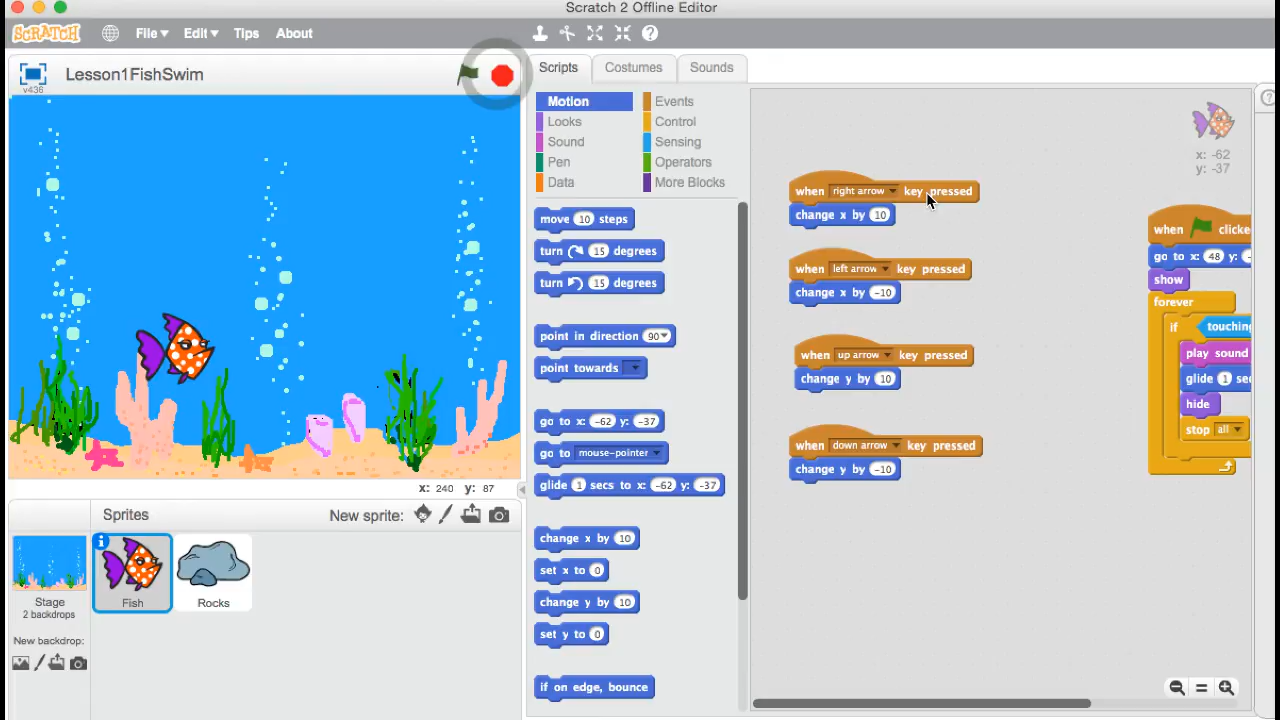 Scratch 2 Offline Editor
SCRATCH File Edit Tips About
Lesson1FishSwim
v436
Scripts Costumes Sounds
Motion Events
Looks Control
Sound Sensing
Pen Operators
Data More Blocks
move 10 steps
turn 15 degrees
turn 15 degrees
point in direction 90
point towards
go to x: -62 y: -37
go to mouse-pointer
glide 1 secs to x: -62 y: -37
change x by 10
set x to 0
change y by 10
set y to 0
if on edge, bounce
x: -62
y: -37
when right arrow key pressed
change x by 10
when left arrow key pressed
change x by -10
when up arrow key pressed
change y by 10
when down arrow key pressed
change y by -10
when clicke
go to x: 48 y:
show
forever
if touching
play sound
glide 1 sec
hide
stop all
x: 240 y: 87
Sprites New sprite:
Stage
2 backdrops
New backdrop:
Fish
Rocks